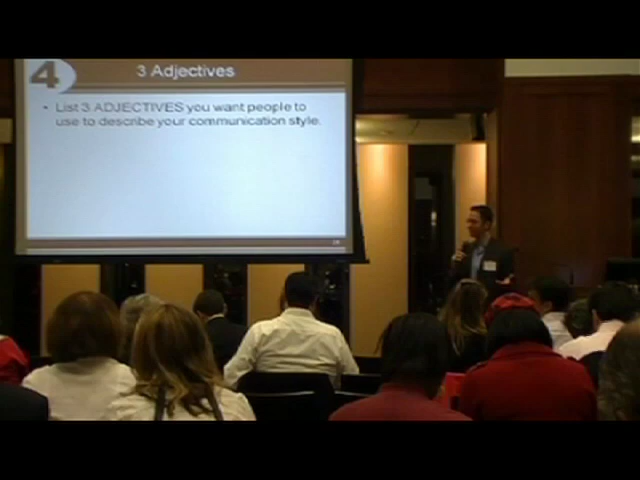 4
3 Adjectives
• List 3 ADJECTIVES you want people to
use to describe your communication style.